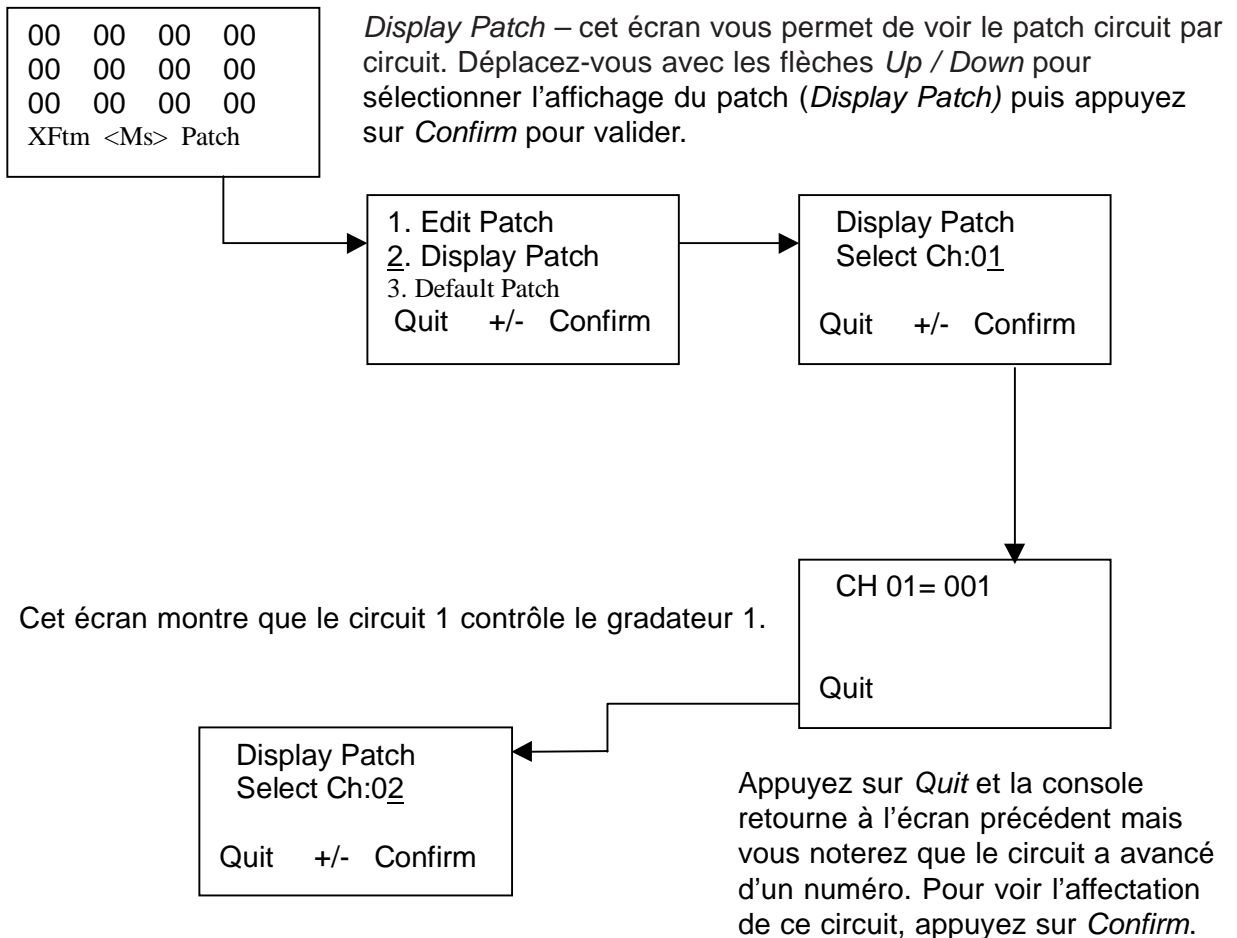 00 00 00 00
00 00 00 00
00 00 00 00
XFtm <Ms> Patch
Display Patch – cet écran vous permet de voir le patch circuit par
circuit. Déplacez-vous avec les flèches Up / Down pour
sélectionner l'affichage du patch (Display Patch) puis appuyez
sur Confirm pour valider.
1. Edit Patch
2. Display Patch
3. Default Patch
Quit +/- Confirm
Display Patch
Select Ch:01
Quit +/- Confirm
CH 01= 001
Quit
Cet écran montre que le circuit 1 contrôle le gradateur 1.
Display Patch
Select Ch:02
Quit +/- Confirm
Appuyez sur Quit et la console
retourne à l'écran précédent mais
vous noterez que le circuit a avancé
d'un numéro. Pour voir l'affectation
de ce circuit, appuyez sur Confirm.